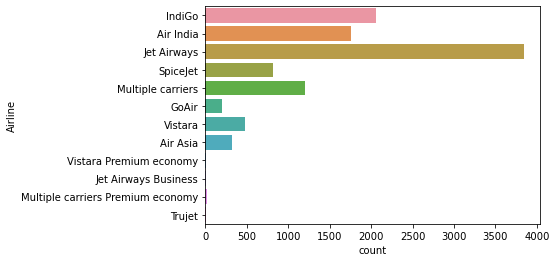 IndiGo
Air India
Jet Airways
SpiceJet
Multiple carriers
GoAir
Vistara
Air Asia
Vistara Premium economy
Jet Airways Business
Multiple carriers Premium economy
Trujet
Airline
0 500 1000 1500 2000 2500 3000 3500 4000
count